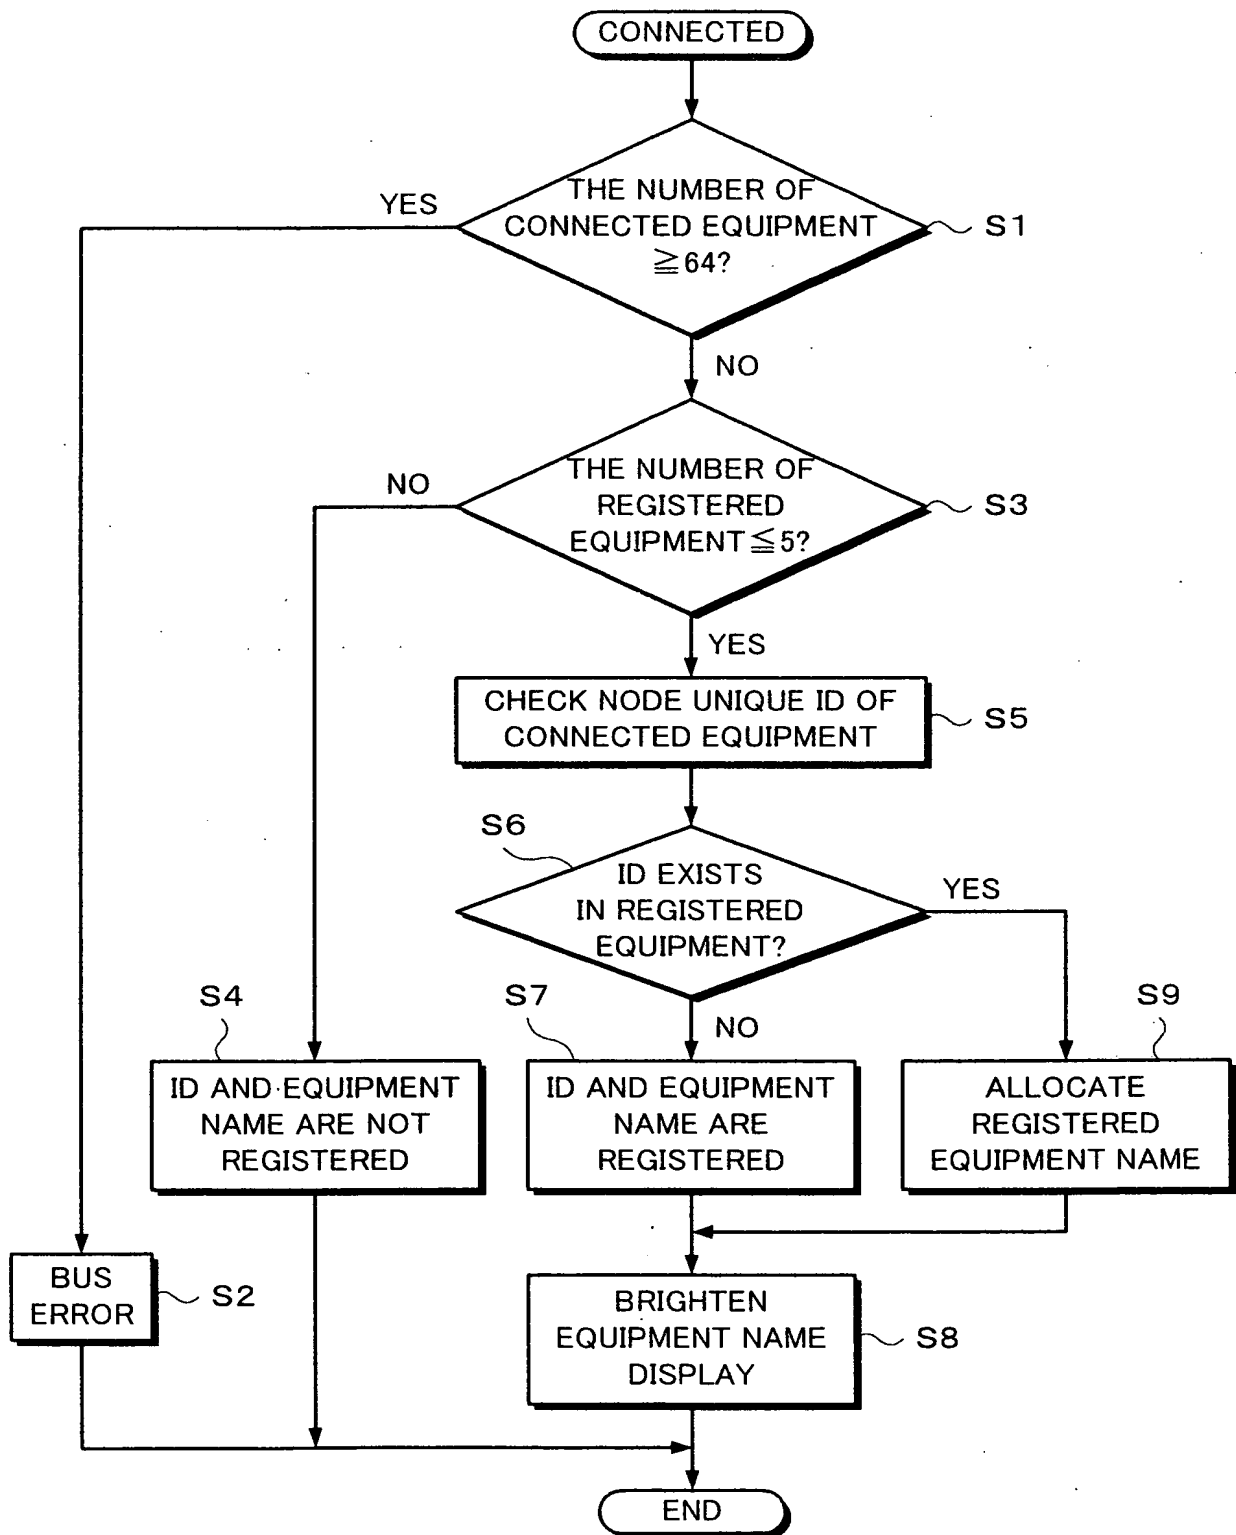 CONNECTED
THE NUMBER OF
CONNECTED EQUIPMENT
≧64?
S1
YES
NO
THE NUMBER OF
REGISTERED
EQUIPMENT≦5?
S3
NO
YES
CHECK NODE UNIQUE ID OF
CONNECTED EQUIPMENT
S5
S6
ID EXISTS
IN REGISTERED
EQUIPMENT?
YES
NO
S4
ID AND EQUIPMENT
NAME ARE NOT
REGISTERED
S7
ID AND EQUIPMENT
NAME ARE
REGISTERED
S9
ALLOCATE
REGISTERED
EQUIPMENT NAME
BUS
ERROR
S2
BRIGHTEN
EQUIPMENT NAME
DISPLAY
S8
END